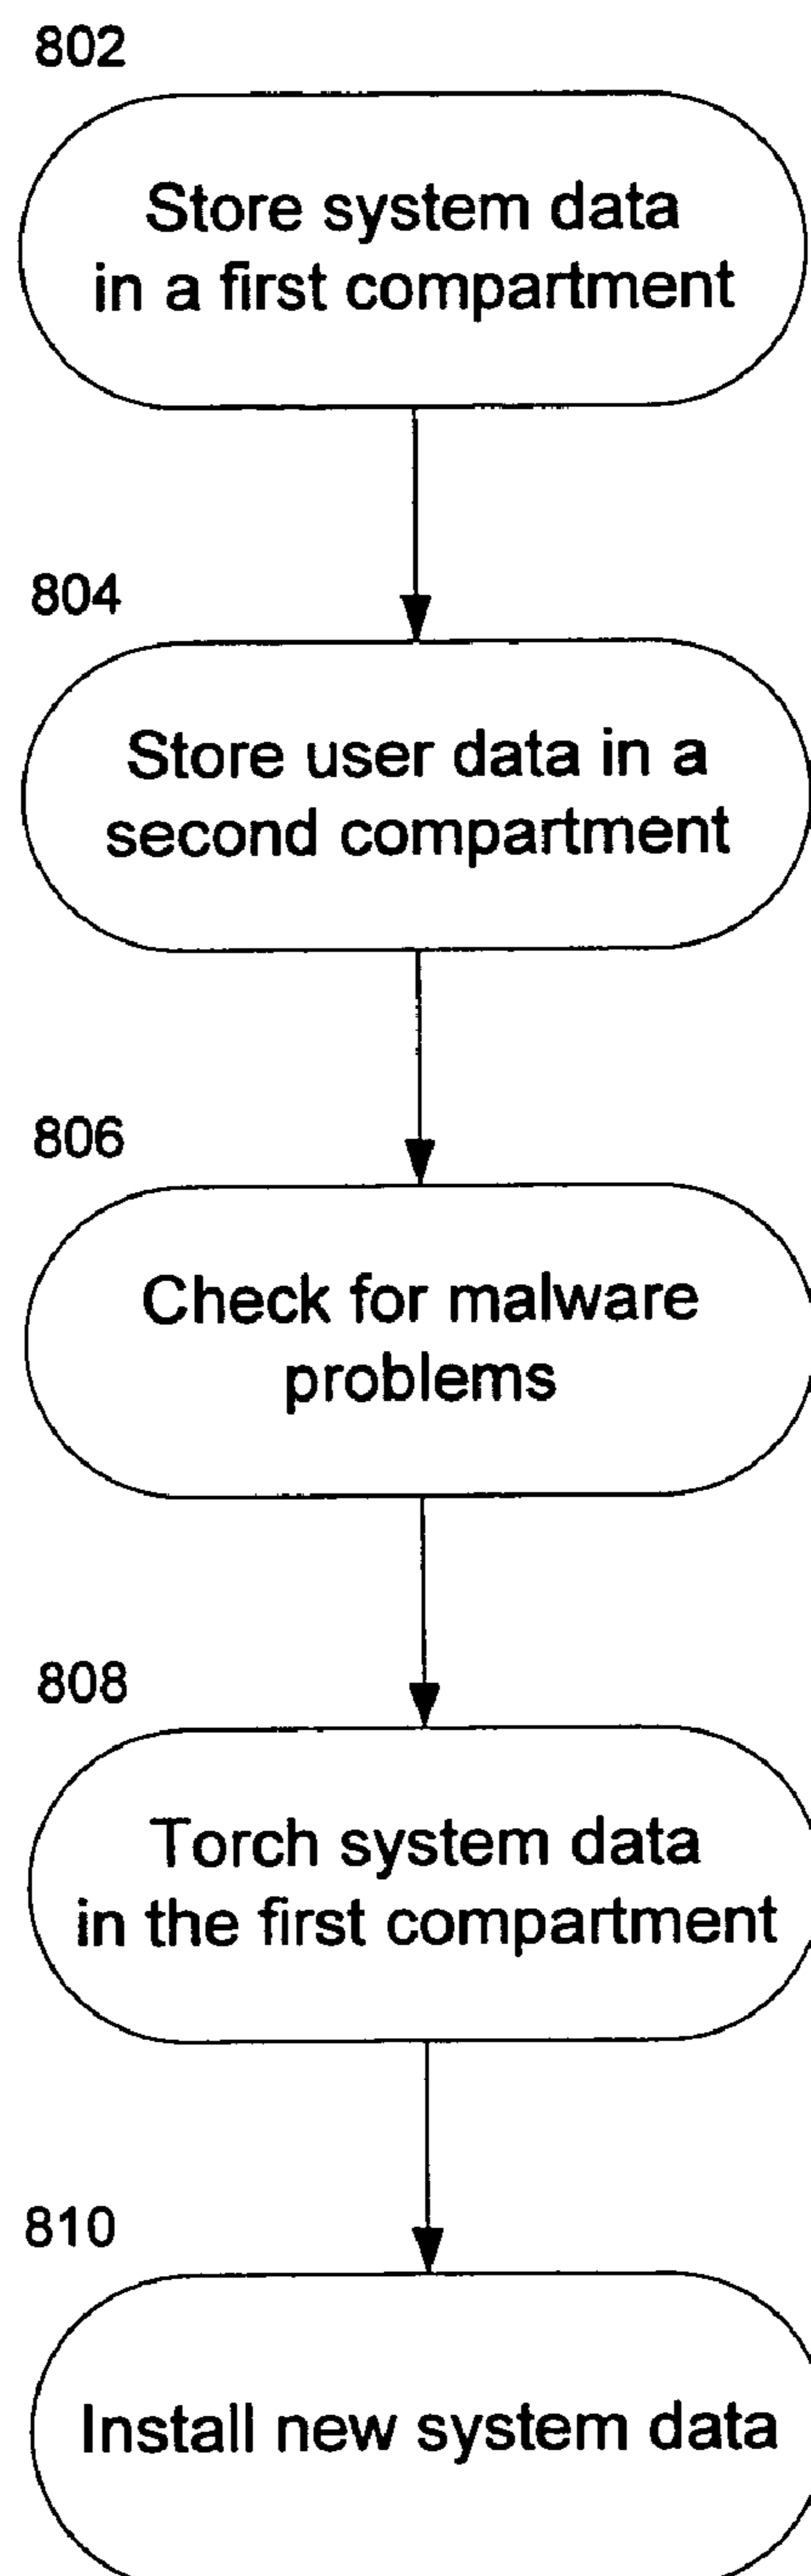 802
Store system data
in a first compartment
804
Store user data in a
second compartment
806
Check for malware
problems
808
Torch system data
in the first compartment
810
Install new system data